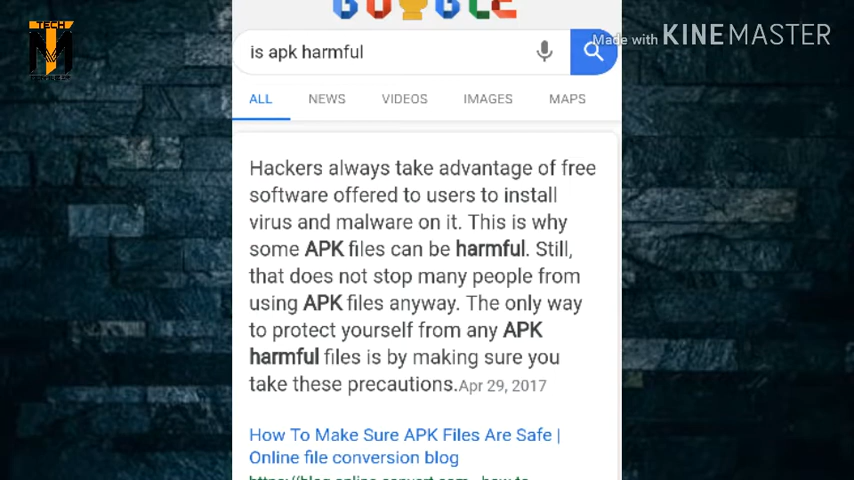 GOOGLE
TECH
Made with KINEMASTER
is apk harmful
ALL NEWS VIDEOS IMAGES MAPS
Hackers always take advantage of free
software offered to users to install
virus and malware on it. This is why
some APK files can be harmful. Still,
that does not stop many people from
using APK files anyway. The only way
to protect yourself from any APK
harmful files is by making sure you
take these precautions. Apr 29, 2017
How To Make Sure APK Files Are Safe |
Online file conversion blog